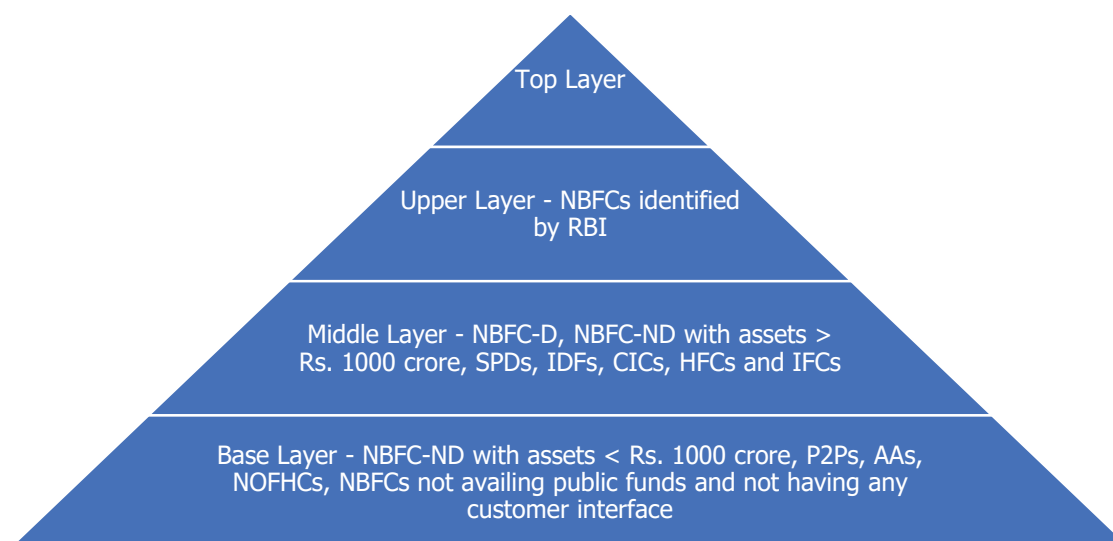 Top Layer
Upper Layer - NBFCs identified
by RBI
Middle Layer - NBFC-D, NBFC-ND with assets >
Rs. 1000 crore, SPDs, IDFs, CICs, HFCs and IFCs
Base Layer - NBFC-ND with assets < Rs. 1000 crore, P2Ps, AAs,
NOFHCs, NBFCs not availing public funds and not having any
customer interface